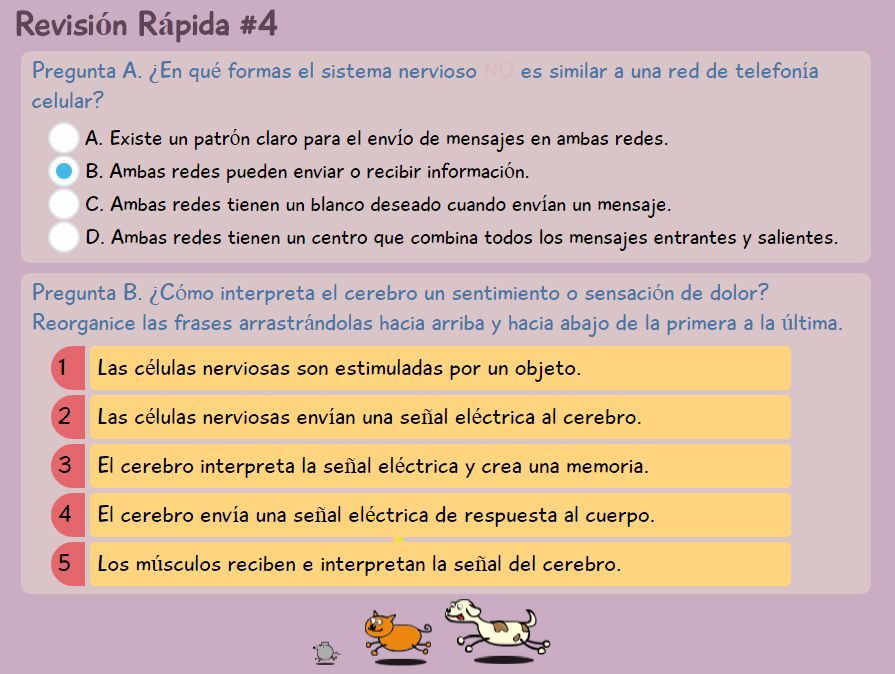 Revisión Rápida #4
Pregunta A. ¿En qué formas el sistema nervioso NO es similar a una red de telefonía
celular?
A. Existe un patrón claro para el envío de mensajes en ambas redes.
B. Ambas redes pueden enviar o recibir información.
C. Ambas redes tienen un blanco deseado cuando envían un mensaje.
D. Ambas redes tienen un centro que combina todos los mensajes entrantes y salientes.
Pregunta B. ¿Cómo interpreta el cerebro un sentimiento o sensación de dolor?
Reorganice las frases arrastrándolas hacia arriba y hacia abajo de la primera a la última.
1 Las células nerviosas son estimuladas por un objeto.
2 Las células nerviosas envían una señal eléctrica al cerebro.
3 El cerebro interpreta la señal eléctrica y crea una memoria.
4 El cerebro envía una señal eléctrica de respuesta al cuerpo.
5 Los músculos reciben e interpretan la señal del cerebro.